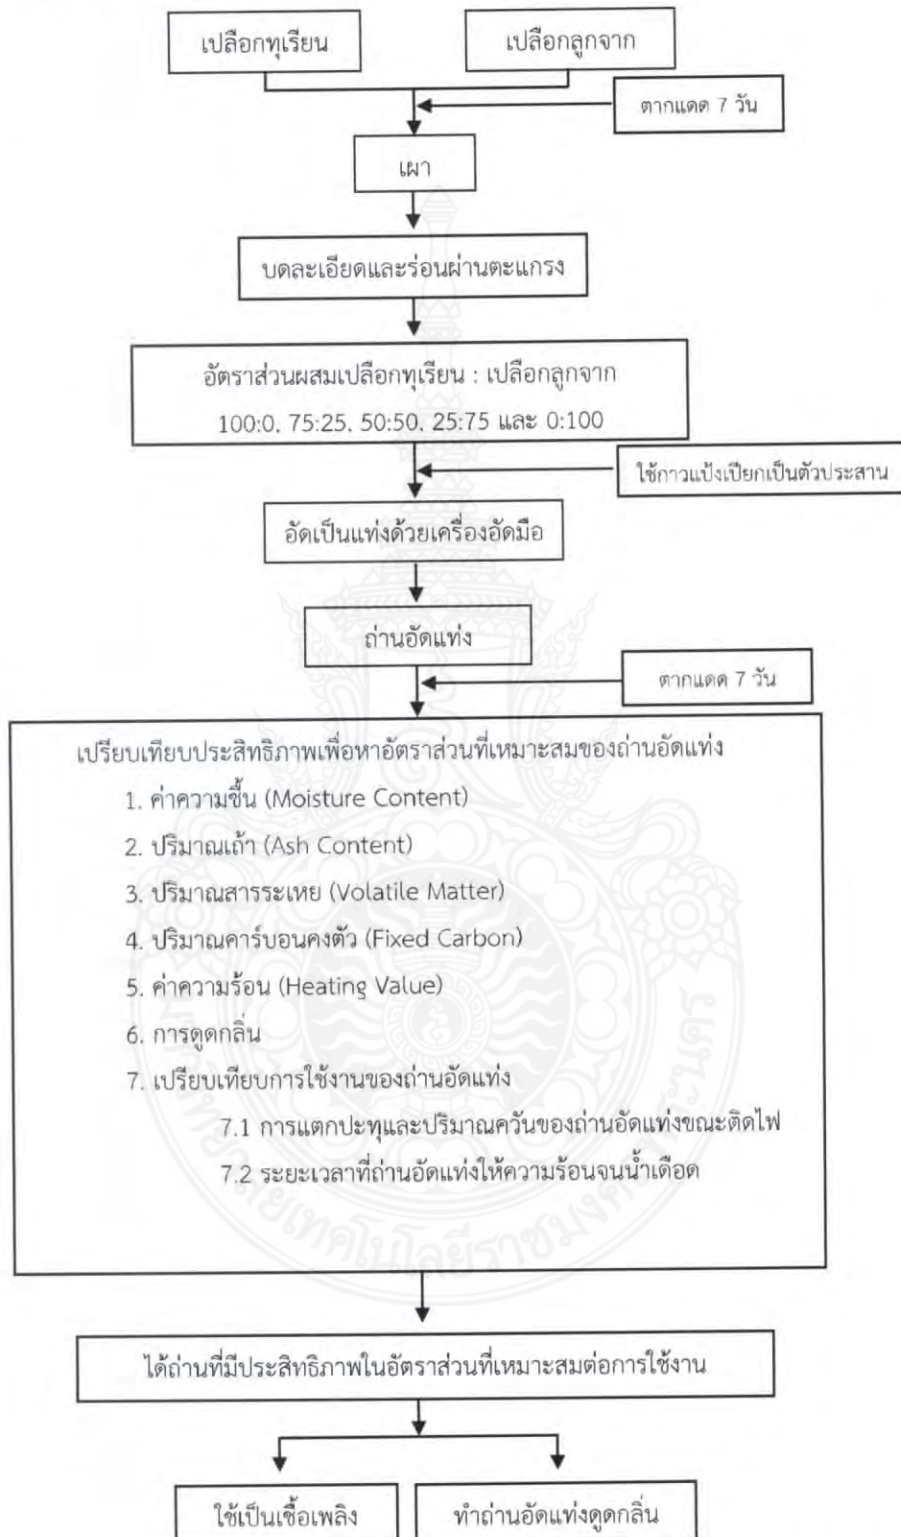 เปลือกทุเรียน
เปลือกลูกจาก
ตากแดด 7 วัน
เผา
บดละเอียดและร่อนผ่านตะแกรง
อัตราส่วนผสมเปลือกทุเรียน : เปลือกลูกจาก
100:0, 75:25, 50:50, 25:75 และ 0:100
ใช้กาวแป้งเปียกเป็นตัวประสาน
อัดเป็นแท่งด้วยเครื่องอัดมือ
ถ่านอัดแท่ง
ตากแดด 7 วัน
เปรียบเทียบประสิทธิภาพเพื่อหาอัตราส่วนที่เหมาะสมของถ่านอัดแท่ง
1. ค่าความชื้น (Moisture Content)
2. ปริมาณเถ้า (Ash Content)
3. ปริมาณสารระเหย (Volatile Matter)
4. ปริมาณคาร์บอนคงตัว (Fixed Carbon)
5. ค่าความร้อน (Heating Value)
6. การดูดกลิ่น
7. เปรียบเทียบการใช้งานของถ่านอัดแท่ง
7.1 การแตกปะทุและปริมาณควันของถ่านอัดแท่งขณะติดไฟ
7.2 ระยะเวลาที่ถ่านอัดแท่งให้ความร้อนจนน้ำเดือด
ได้ถ่านที่มีประสิทธิภาพในอัตราส่วนที่เหมาะสมต่อการใช้งาน
ใช้เป็นเชื้อเพลิง
ทำถ่านอัดแท่งดูดกลิ่น